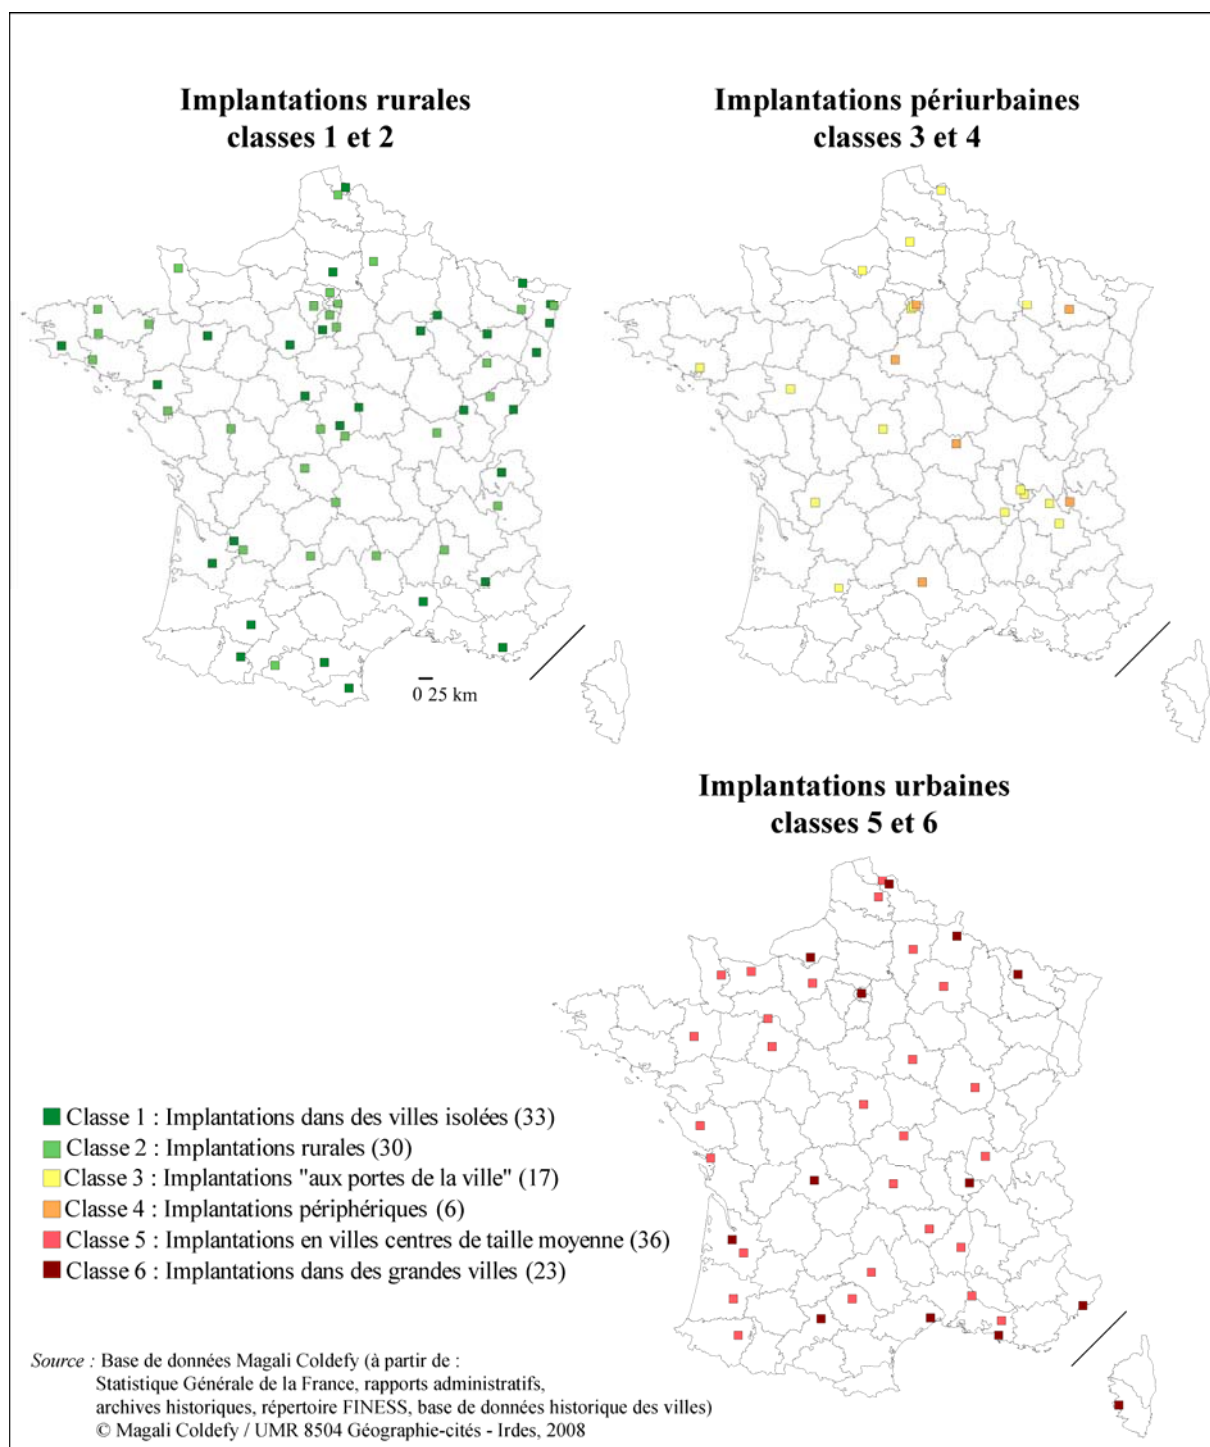 Implantations rurales
classes 1 et 2
Implantations périurbaines
classes 3 et 4
0 25 km
Implantations urbaines
classes 5 et 6
Classe 1 : Implantations dans des villes isolées (33)
Classe 2 : Implantations rurales (30)
Classe 3 : Implantations "aux portes de la ville" (17)
Classe 4 : Implantations périphériques (6)
Classe 5 : Implantations en villes centres de taille moyenne (36)
Classe 6 : Implantations dans des grandes villes (23)
Source : Base de données Magali Coldefy (à partir de :
Statistique Générale de la France, rapports administratifs,
archives historiques, répertoire FINESS, base de données historique des villes)
© Magali Coldefy / UMR 8504 Géographie-cités - Irdes, 2008